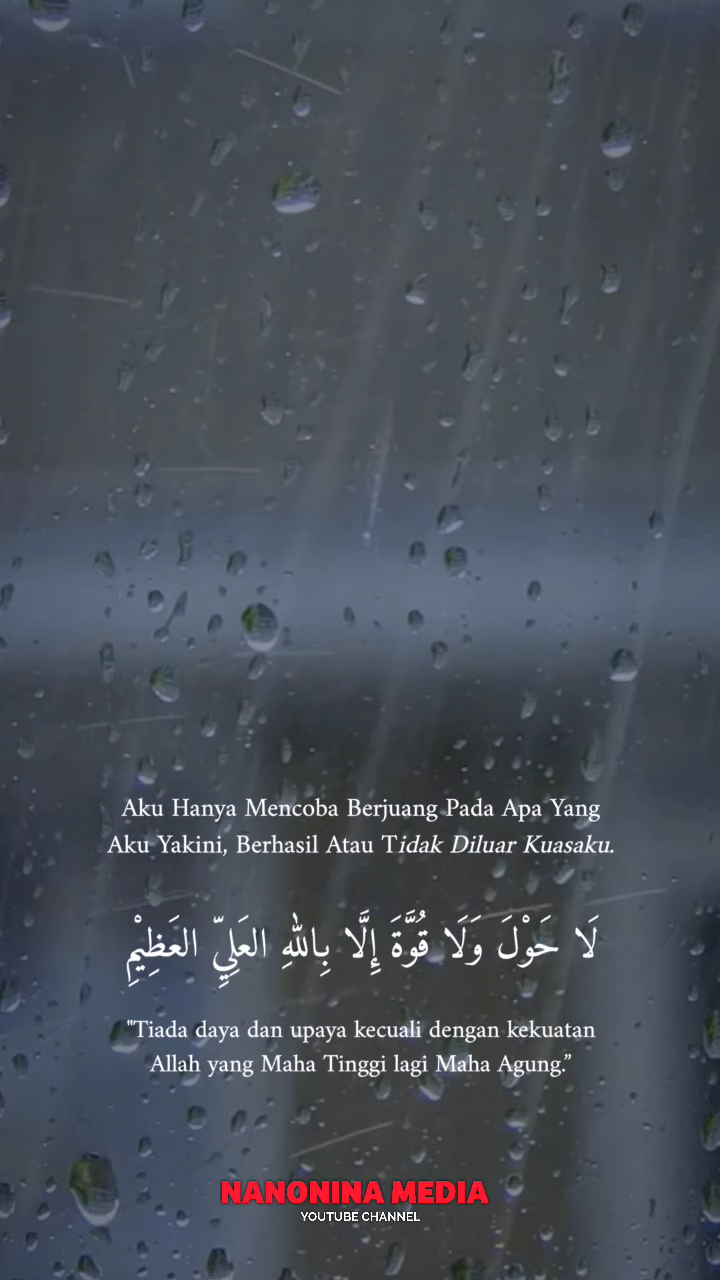 Aku Hanya Mencoba Berjuang Pada Apa Yang
Aku Yakini, Berhasil Atau Tidak Diluar Kuasaku.
لَا حَوْلَ وَلَا قُوَّةَ إِلَّا بِاللهِ العَلِيِّ العَظِيْمِ
"Tiada daya dan upaya kecuali dengan kekuatan
Allah yang Maha Tinggi lagi Maha Agung.”
NANONINA MEDIA
YOUTUBE CHANNEL